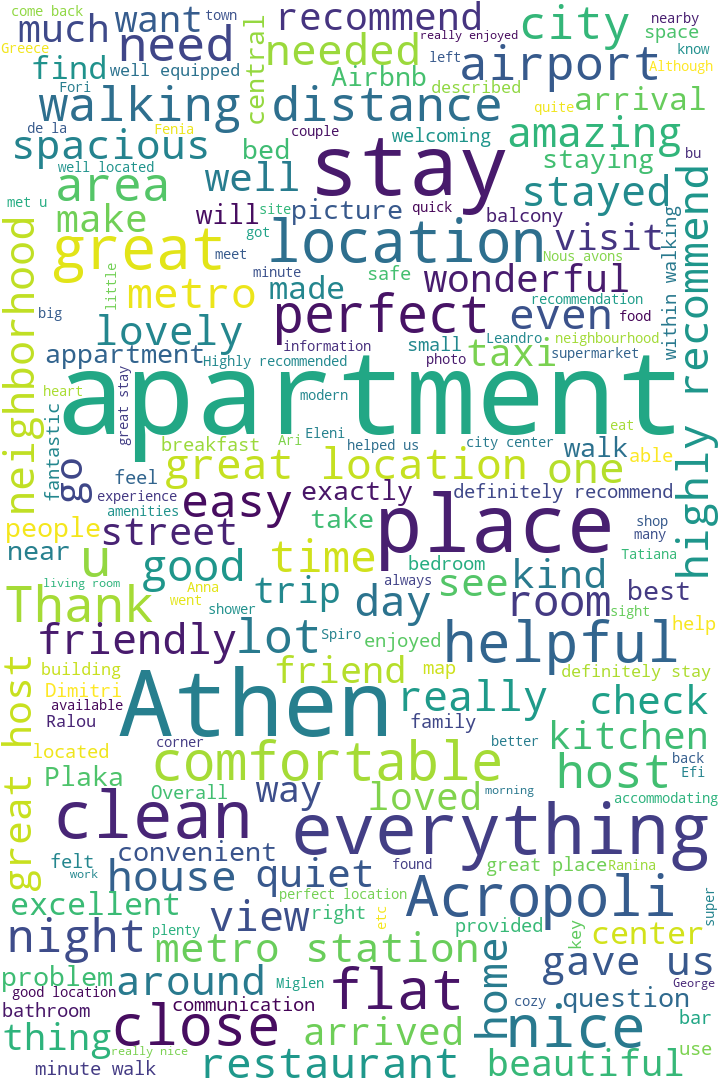 come back
town
want
recommend
city
nearby
much
need
really enjoyed
space
Greece
well equipped
central
needed
left
airport
know
find
Airbnb
described
Although
Fori
walking distance
quite
arrival
de la
Fenia
couple
welcoming
amazing
bu
spacious
bed
stay
staying
well located
area
well
stayed
highly recommend
met u
make
will
site
picture
quick
balcony
neighborhood
great
got
location
visit
within walking
meet
minute
Nous avons
little
metro
made
safe
wonderful
big
lovely
perfect
recommendation
even
food
information
small
Leandro
neighbourhood
appartment
Highly recommended
photo
taxi
supermarket
heart
great stay
apartment
modern
fantastic
Ari
Eleni
eat
breakfast
helped us
city center
walk
able
go
feel
great location
one
experience
easy
exactly
definitely recommend
people
amenities
street
take
place
shop
near
many
u
good
time
bedroom
Tatiana
living room
Anna
always
see
kind
Thank
went
trip
day
room
best
shower
sight
friendly
lot
Spiro
enjoyed
helpful
help
great host
building
friend
map
definitely stay
Dimitri
Athen
available
really
check
Ralou
family
located
corner
better
kitchen
comfortable
back
Plaka
host
Efi
Overall
way
loved
morning
accommodating
clean
everything
convenient
felt
found
great place
Ranina
work
house
quiet
perfect location
excellent
Acropoli
super
view
right
etc
provided
key
center
night
plenty
metro station
home
gave us
problem
around
Miglen
flat
George
good location
communication
cozy
question
bathroom
close
nice
bar
thing
arrived
really nice
use
minute walk
restaurant
beautiful